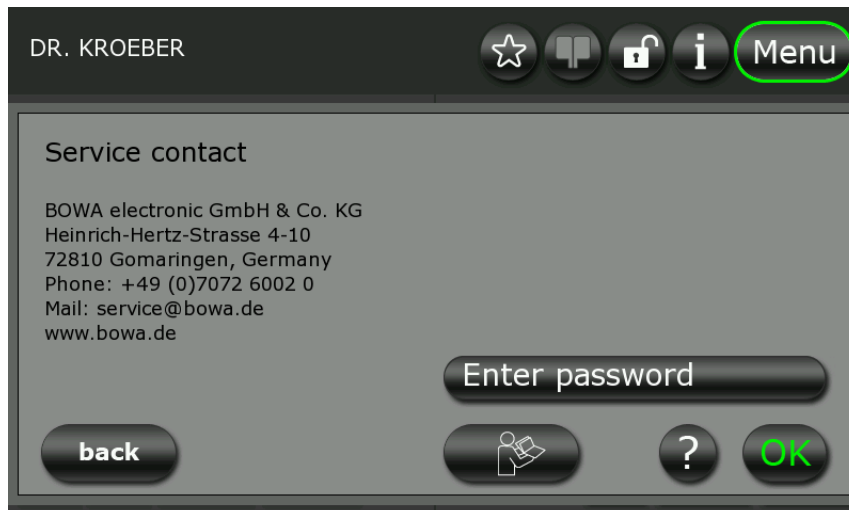 DR. KROEBER
i
Menu
Service contact
BOWA electronic GmbH & Co. KG
Heinrich-Hertz-Strasse 4-10
72810 Gomaringen, Germany
Phone: +49 (0)7072 6002 0
Mail: service@bowa.de
www.bowa.de
Enter password
back
?
OK